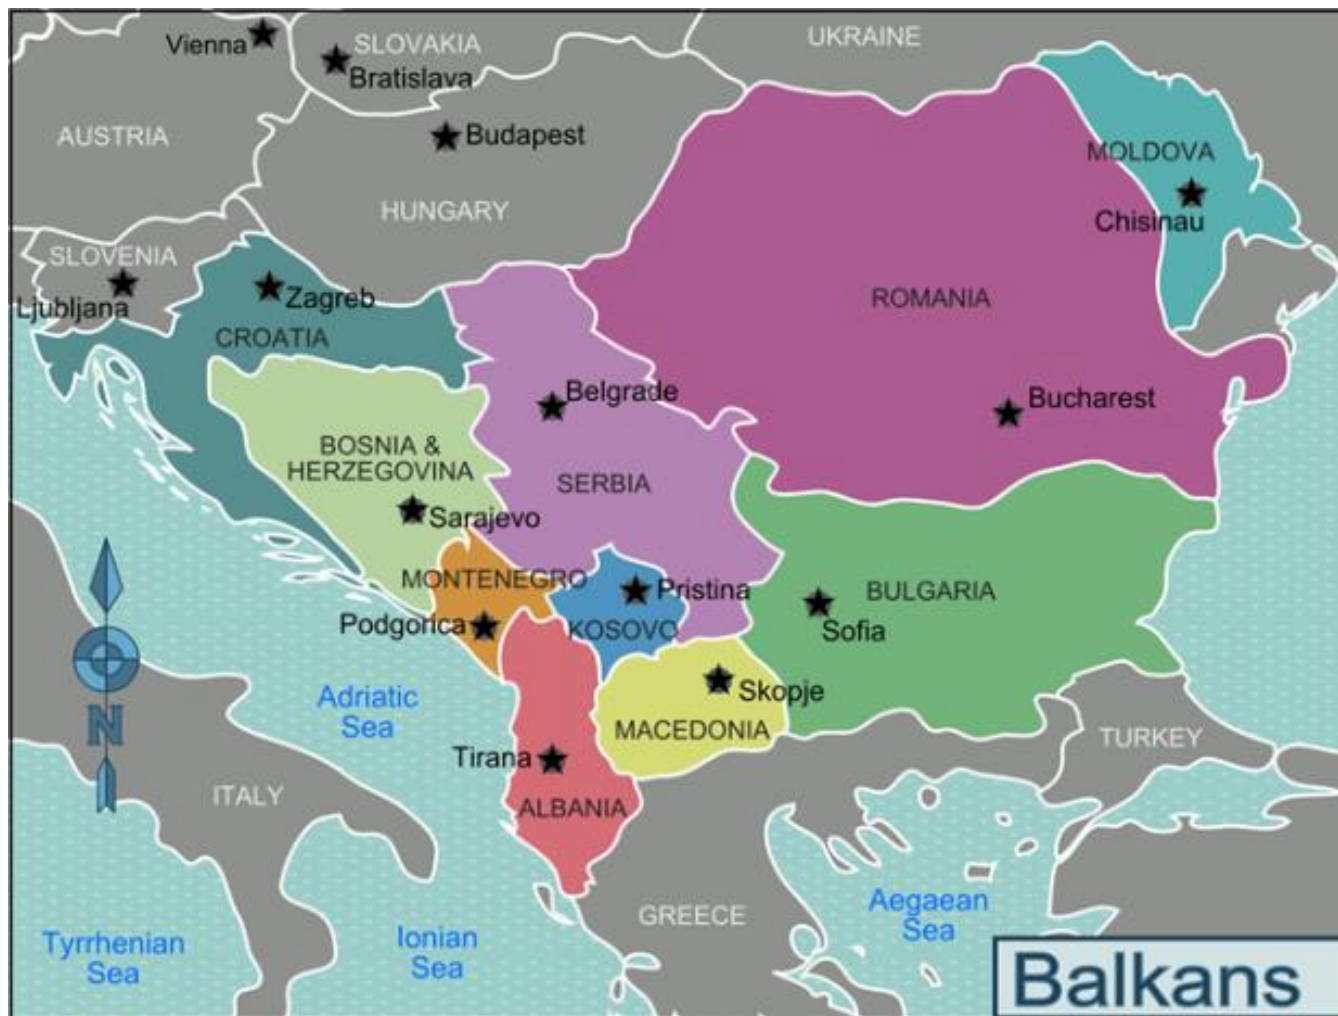 UKRAINE
Vienna
SLOVAKIA
Bratislava
AUSTRIA
Budapest
MOLDOVA
HUNGARY
Chisinau
SLOVENIA
Ljubljana
Zagreb
ROMANIA
CROATIA
Belgrade
Bucharest
BOSNIA &
HERZEGOVINA
SERBIA
Sarajevo
MONTENEGRO
Pristina
BULGARIA
Podgorica
KOSOVO
Sofia
Adriatic
Sea
Skopje
N
MACEDONIA
TURKEY
Tirana
ITALY
ALBANIA
Aegaean
Sea
GREECE
Tyrrhenian
Sea
Ionian
Sea
Balkans